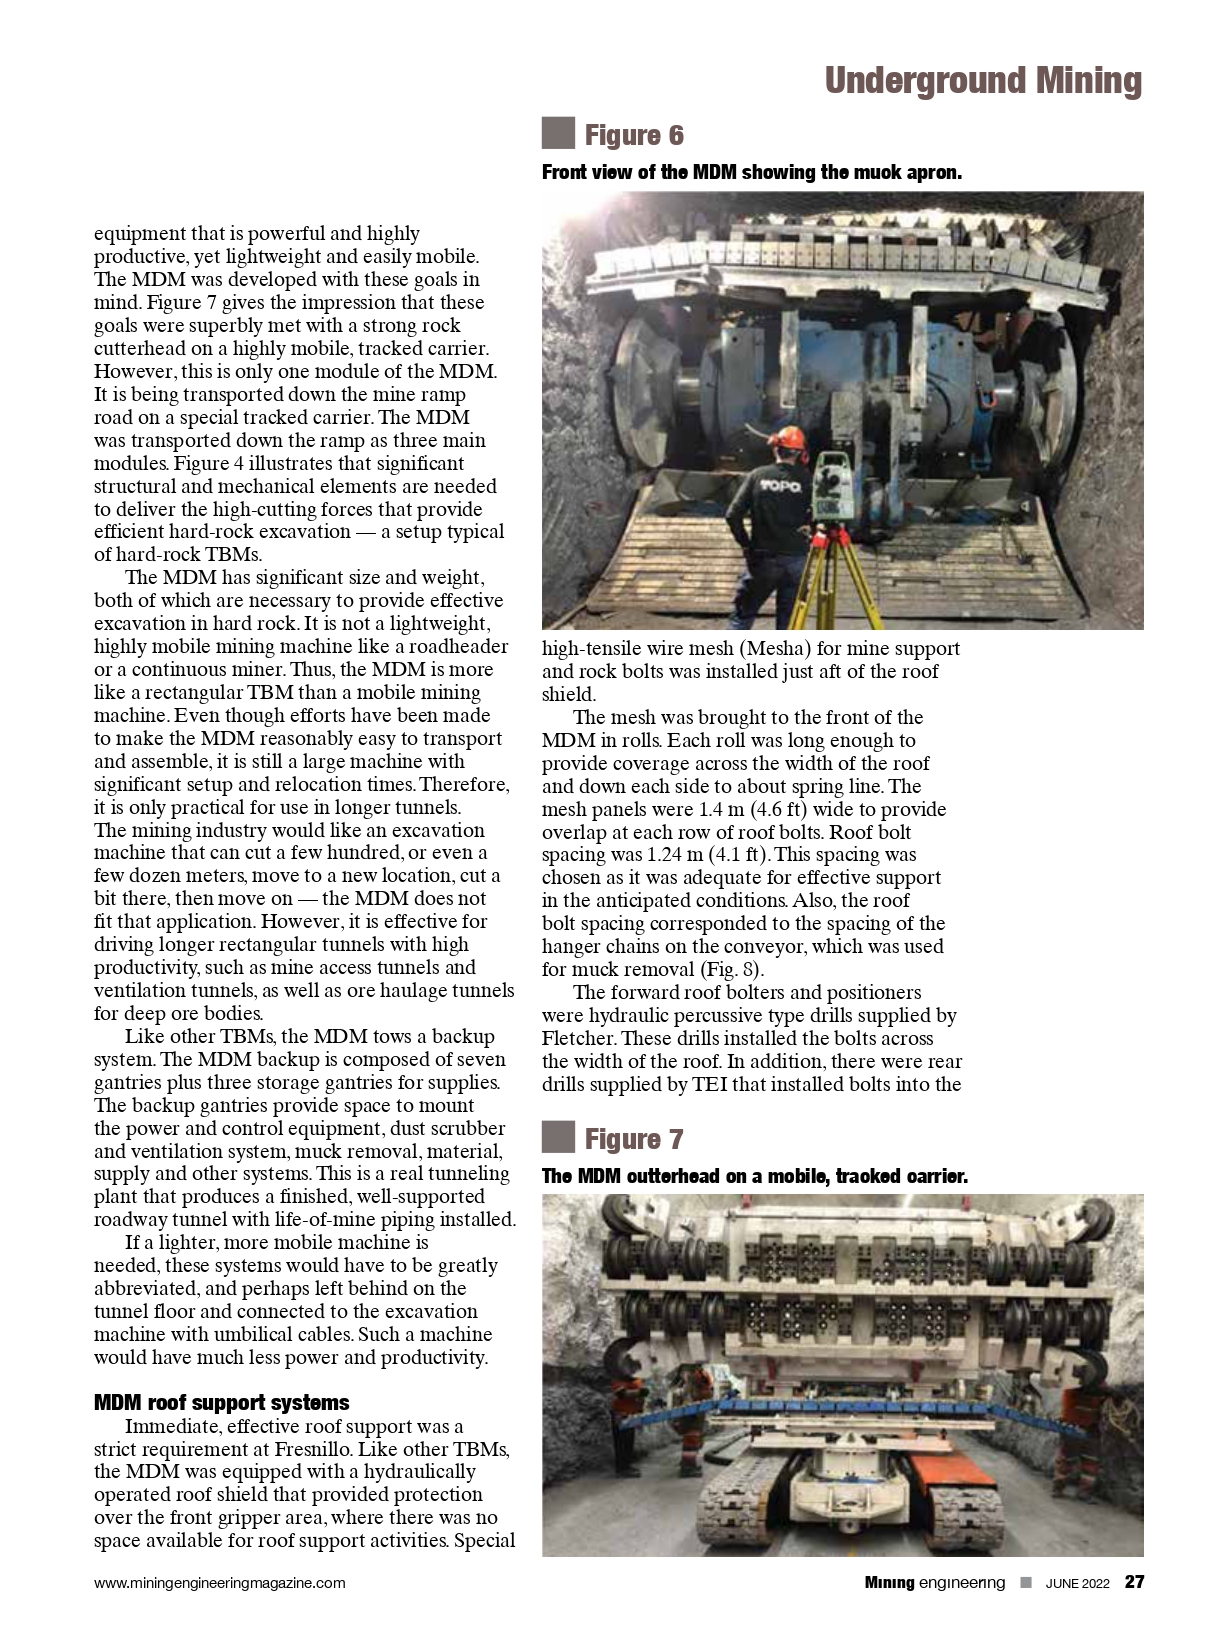 Underground Mining
equipment that is powerful and highly
productive, yet lightweight and easily mobile.
The MDM was developed with these goals in
mind. Figure 7 gives the impression that these
goals were superbly met with a strong rock
cutterhead on a highly mobile, tracked carrier.
However, this is only one module of the MDM.
It is being transported down the mine ramp
road on a special tracked carrier. The MDM
was transported down the ramp as three main
modules. Figure 4 illustrates that significant
structural and mechanical elements are needed
to deliver the high-cutting forces that provide
efficient hard-rock excavation — a setup typical
of hard-rock TBMs.
The MDM has significant size and weight,
both of which are necessary to provide effective
excavation in hard rock. It is not a lightweight,
highly mobile mining machine like a roadheader
or a continuous miner. Thus, the MDM is more
like a rectangular TBM than a mobile mining
machine. Even though efforts have been made
to make the MDM reasonably easy to transport
and assemble, it is still a large machine with
significant setup and relocation times. Therefore,
it is only practical for use in longer tunnels.
The mining industry would like an excavation
machine that can cut a few hundred, or even a
few dozen meters, move to a new location, cut a
bit there, then move on — the MDM does not
fit that application. However, it is effective for
driving longer rectangular tunnels with high
productivity, such as mine access tunnels and
ventilation tunnels, as well as ore haulage tunnels
for deep ore bodies.
Like other TBMs, the MDM tows a backup
system. The MDM backup is composed of seven
gantries plus three storage gantries for supplies.
The backup gantries provide space to mount
the power and control equipment, dust scrubber
and ventilation system, muck removal, material,
supply and other systems. This is a real tunneling
plant that produces a finished, well-supported
roadway tunnel with life-of-mine piping installed.
If a lighter, more mobile machine is
needed, these systems would have to be greatly
abbreviated, and perhaps left behind on the
tunnel floor and connected to the excavation
machine with umbilical cables. Such a machine
would have much less power and productivity.
MDM roof support systems
Immediate, effective roof support was a
strict requirement at Fresnillo. Like other TBMs,
the MDM was equipped with a hydraulically
operated roof shield that provided protection
over the front gripper area, where there was no
space available for roof support activities. Special
Figure 6
Front view of the MDM showing the muok apron.
TOPO
high-tensile wire mesh (Mesha) for mine support
and rock bolts was installed just aft of the roof
shield.
The mesh was brought to the front of the
MDM in rolls. Each roll was long enough to
provide coverage across the width of the roof
and down each side to about spring line. The
mesh panels were 1.4 m (4.6 ft) wide to provide
overlap at each row of roof bolts. Roof bolt
spacing was 1.24 m (4.1 ft). This spacing was
chosen as it was adequate for effective support
in the anticipated conditions. Also, the roof
bolt spacing corresponded to the spacing of the
hanger chains on the conveyor, which was used
for muck removal (Fig. 8).
The forward roof bolters and positioners
were hydraulic percussive type drills supplied by
Fletcher. These drills installed the bolts across
the width of the roof. In addition, there were rear
drills supplied by TEI that installed bolts into the
Figure 7
The MDM outterhead on a mobile, traoked oarrier.
www.miningengineeringmagazine.com
Mınıng engıneerıng JUNE 2022 27